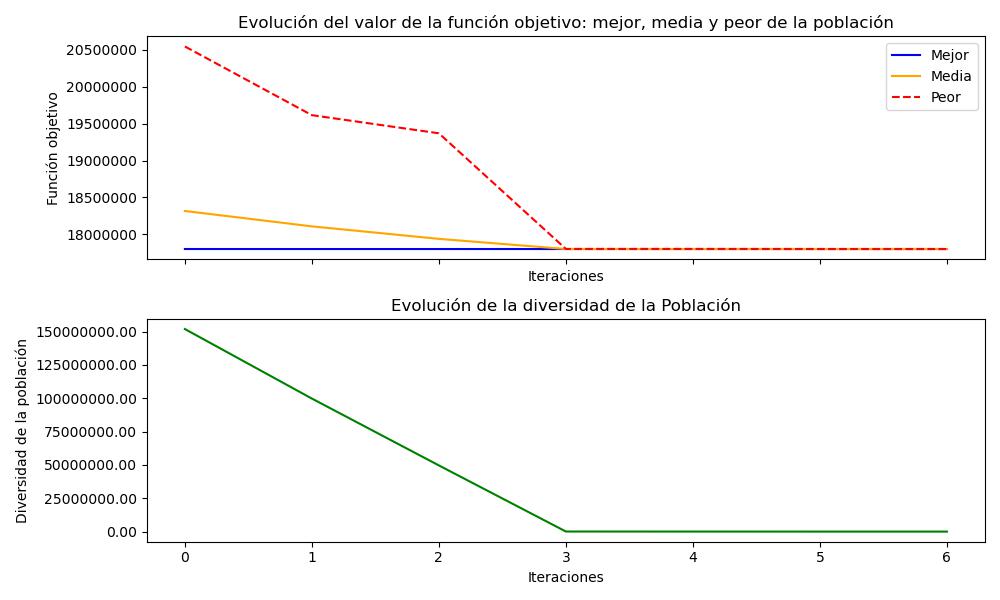 Evolución del valor de la función objetivo: mejor, media y peor de la población
Función objetivo
20500000
20000000
19500000
19000000
18500000
18000000
Mejor
Media
Peor
Iteraciones
Evolución de la diversidad de la Población
Diversidad de la población
150000000.00
125000000.00
100000000.00
75000000.00
50000000.00
25000000.00
0.00
0 1 2 3 4 5 6
Iteraciones